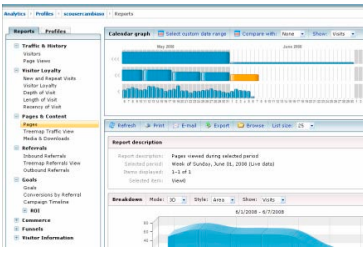 Analytics › Profiles › scouercambium › Reports
Reports Profiles
Traffic & History
Visitors
Page Views
Visitor Loyalty
New and Repeat Visits
Visitor Loyalty
Depth of Visit
Length of Visit
Recency of Visit
Pages & Content
Pages
Treemap Traffic View
Media & Downloads
Referrals
Inbound Referrals
Treemap Referrals View
Outbound Referrals
Goals
Goals
Conversions by Referral
Campaign Timeline
ROI
Commerce
Funnels
Visitor Information
Calendar graph Select custom date range Compare with: None Show: Visits
May 2008 June 2008
Refresh Print E-mail Export Browse List size: 25
Report description
Report description: Pages viewed during selected period
Selected period: Week of Sunday, June 01, 2008 (Live data)
Items displayed: 1-1 of 1
Selected item: View6
Breakdown Mode: 3D Style: Area Show: Visits
6/1/2008 - 6/7/2008